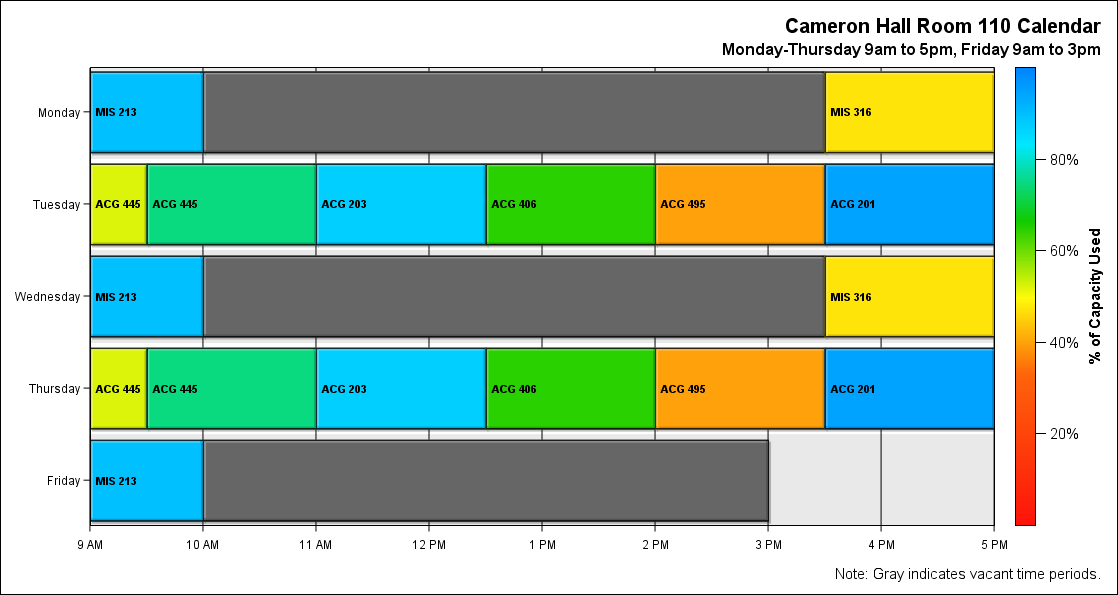 Cameron Hall Room 110 Calendar
Monday-Thursday 9am to 5pm, Friday 9am to 3pm
Monday
MIS 213
MIS 316
Tuesday
ACG 445
ACG 445
ACG 203
ACG 406
ACG 495
ACG 201
Wednesday
MIS 213
MIS 316
Thursday
ACG 445
ACG 445
ACG 203
ACG 406
ACG 495
ACG 201
Friday
MIS 213
9 AM
10 AM
11 AM
12 PM
1 PM
2 PM
3 PM
4 PM
5 PM
80%
60%
40%
20%
% of Capacity Used
Note: Gray indicates vacant time periods.